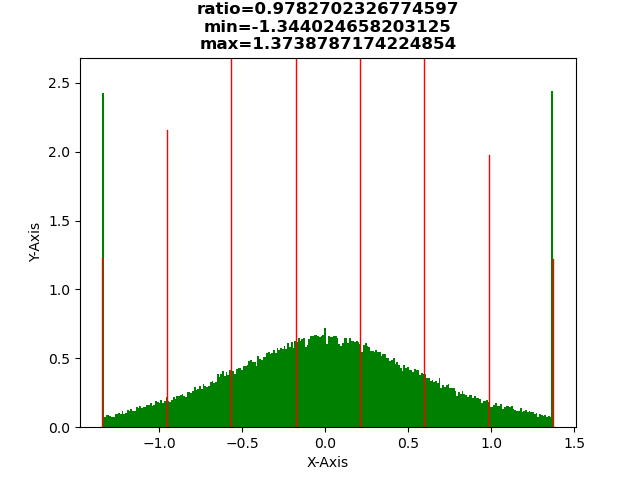 ratio=0.9782702326774597
min=-1.344024658203125
max=1.3738787174224854
2.5
2.0
1.5
1.0
0.5
0.0
Y-Axis
−1.0 −0.5 0.0 0.5 1.0 1.5
X-Axis